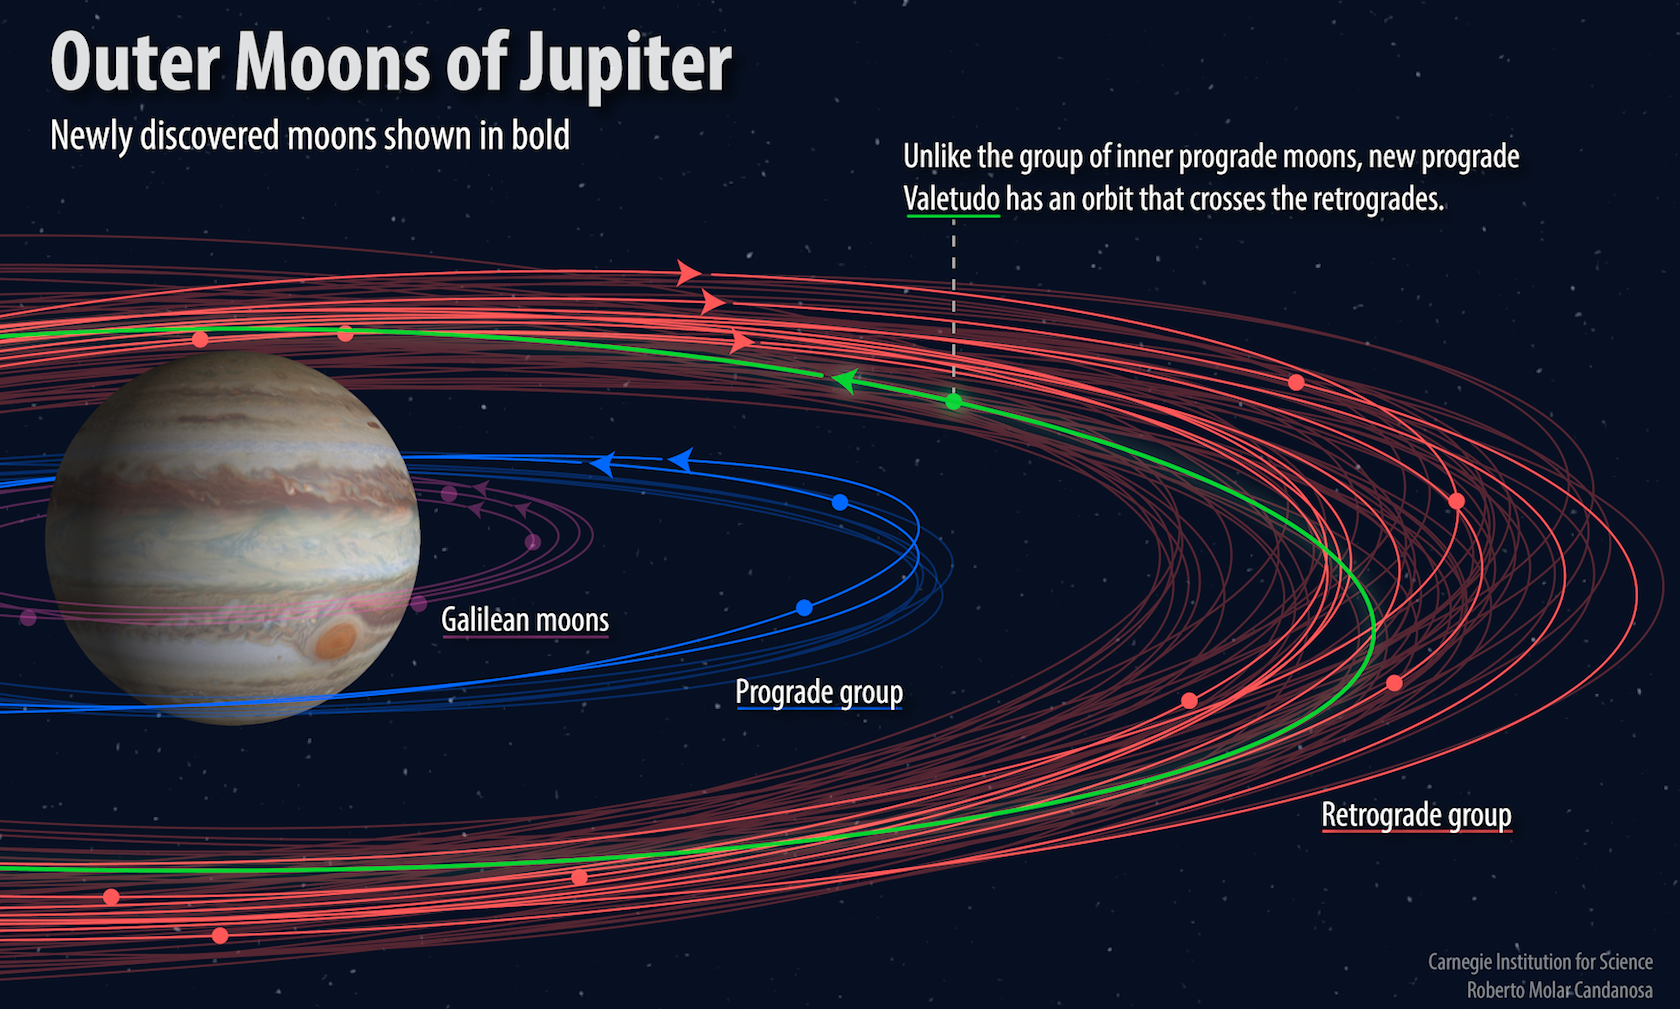 Outer Moons of Jupiter
Newly discovered moons shown in bold
Unlike the group of inner prograde moons, new prograde
Valetudo has an orbit that crosses the retrogrades.
Galilean moons
Prograde group
Retrograde group
Carnegie Institution for Science
Roberto Molar Candanosa